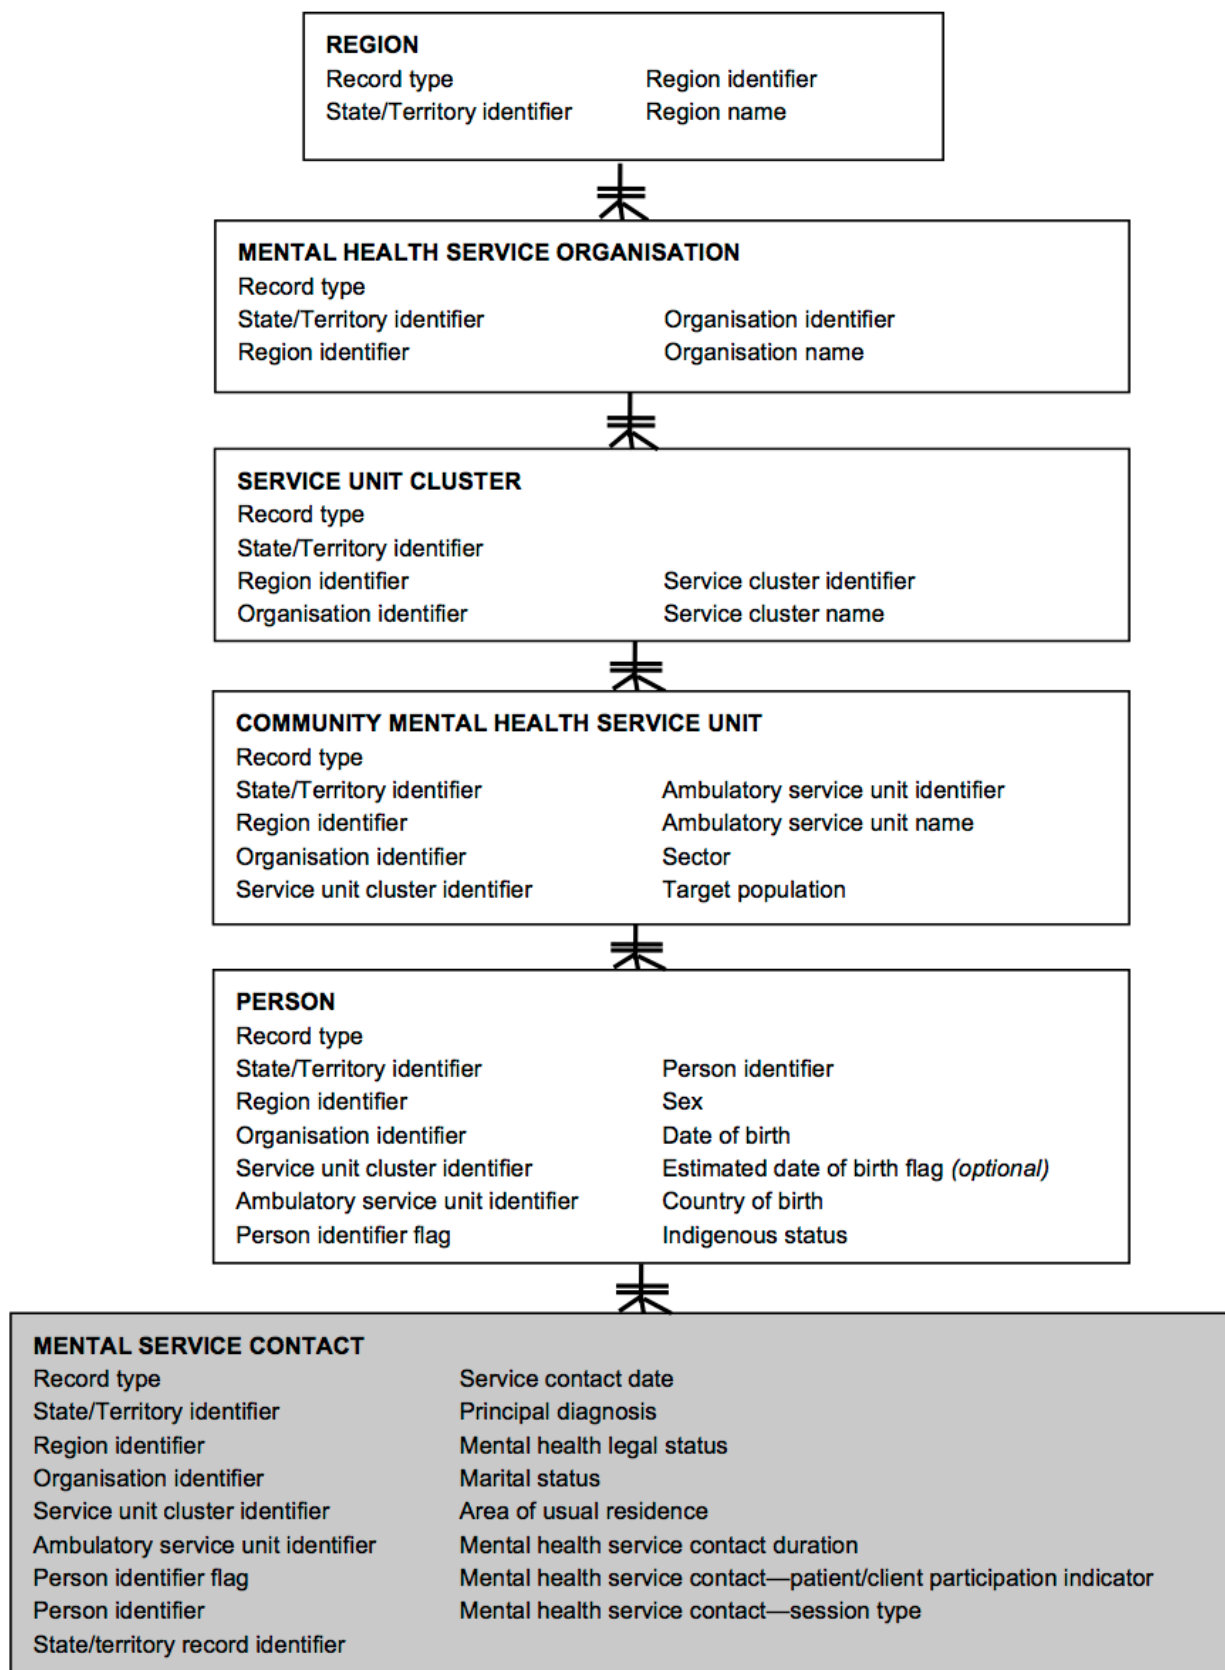 REGION
Record type Region identifier
State/Territory identifier Region name
MENTAL HEALTH SERVICE ORGANISATION
Record type
State/Territory identifier Organisation identifier
Region identifier Organisation name
SERVICE UNIT CLUSTER
Record type
State/Territory identifier
Region identifier Service cluster identifier
Organisation identifier Service cluster name
COMMUNITY MENTAL HEALTH SERVICE UNIT
Record type
State/Territory identifier Ambulatory service unit identifier
Region identifier Ambulatory service unit name
Organisation identifier Sector
Service unit cluster identifier Target population
PERSON
Record type
State/Territory identifier Person identifier
Region identifier Sex
Organisation identifier Date of birth
Service unit cluster identifier Estimated date of birth flag (optional)
Ambulatory service unit identifier Country of birth
Person identifier flag Indigenous status
MENTAL SERVICE CONTACT
Record type Service contact date
State/Territory identifier Principal diagnosis
Region identifier Mental health legal status
Organisation identifier Marital status
Service unit cluster identifier Area of usual residence
Ambulatory service unit identifier Mental health service contact duration
Person identifier flag Mental health service contact—patient/client participation indicator
Person identifier Mental health service contact—session type
State/territory record identifier